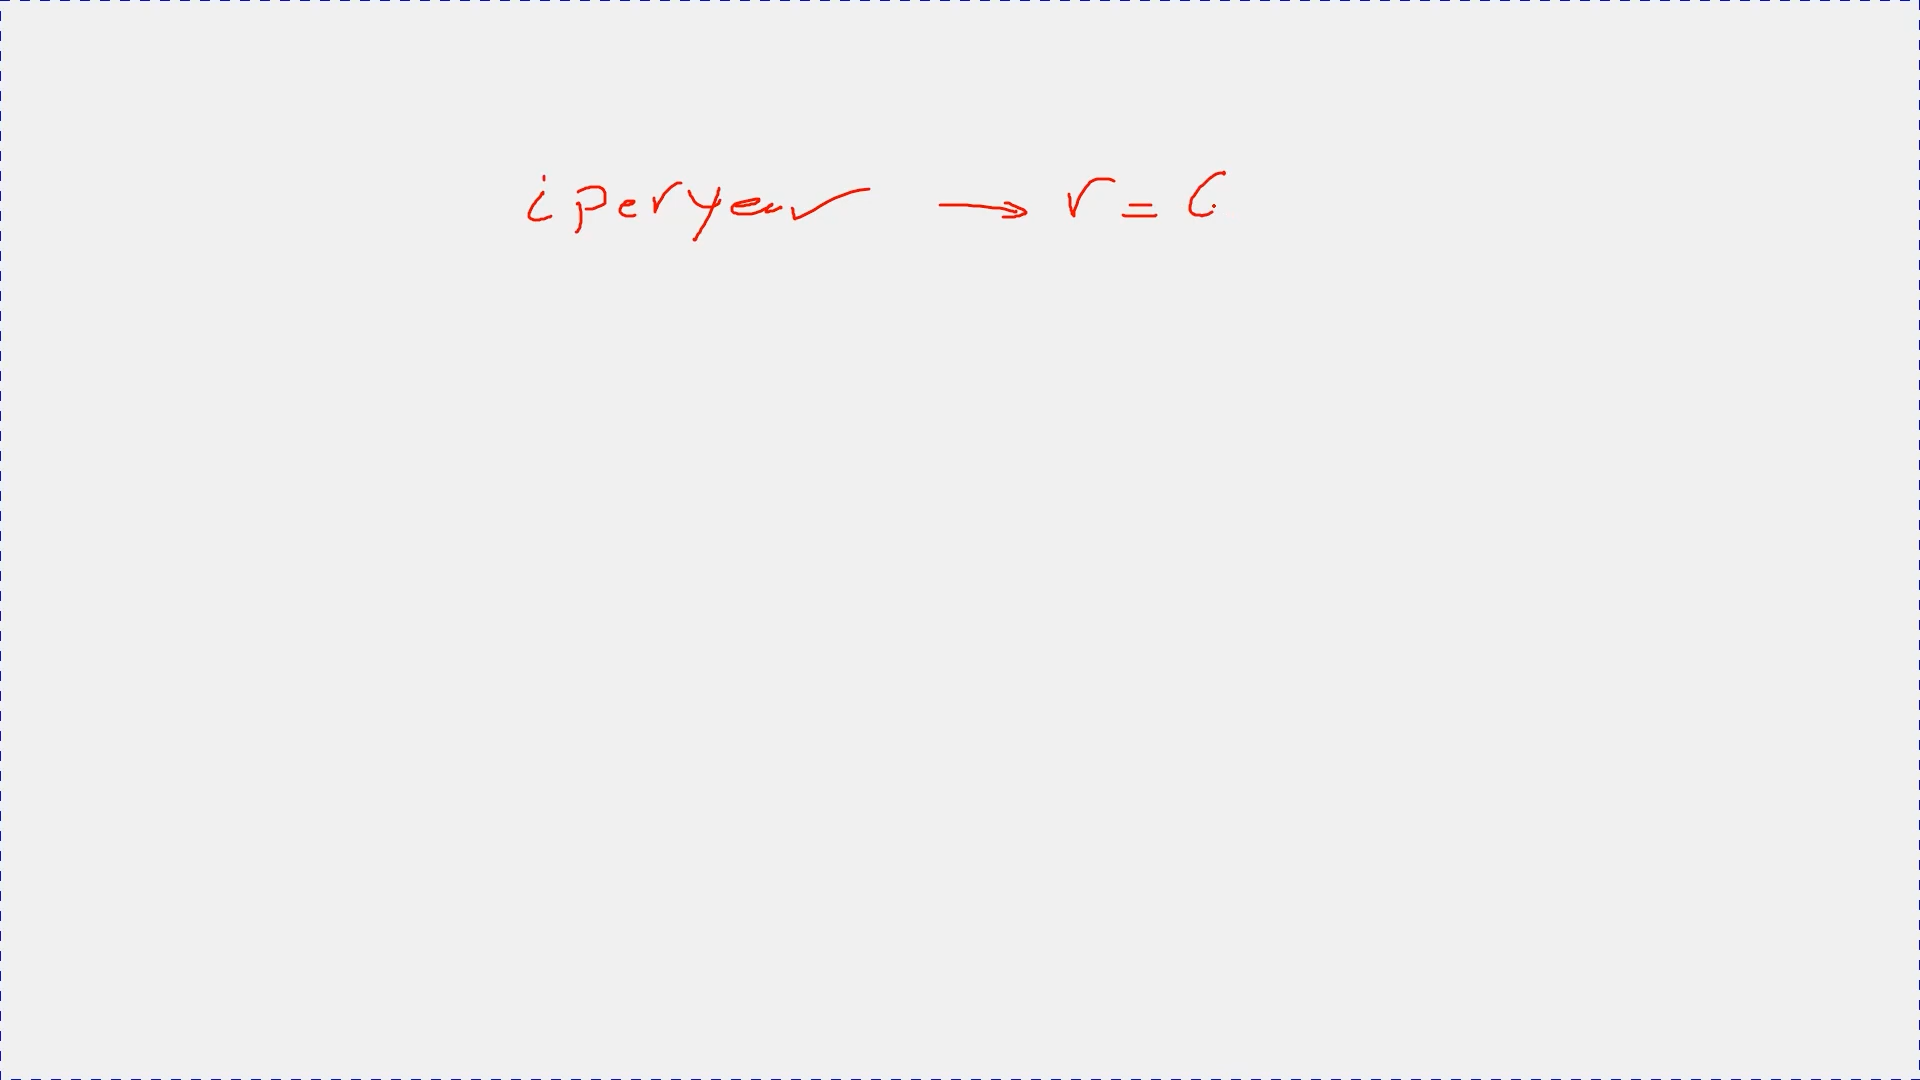 i per year → r = (